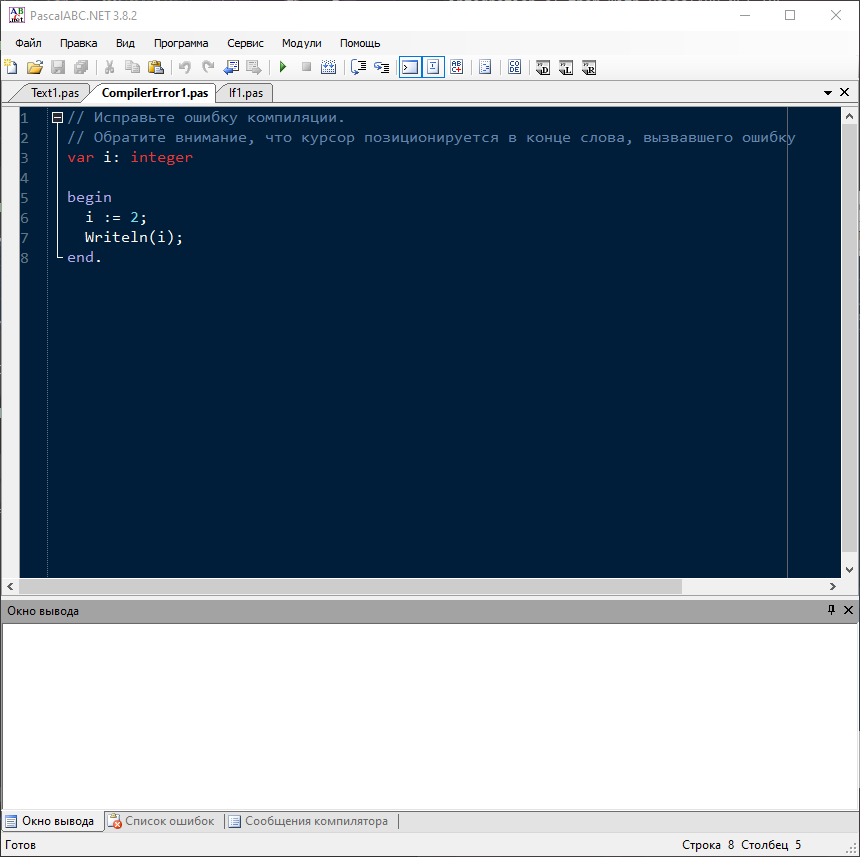 PascalABC.NET 3.8.2
Файл Правка Вид Программа Сервис Модули Помощь
Text1.pas CompilerError1.pas If1.pas
1 // Исправьте ошибку компиляции.
2 // Обратите внимание, что курсор позиционируется в конце слова, вызвавшего ошибку
3 var i: integer
4
5 begin
6 i := 2;
7 Writeln(i);
8 end.
Окно вывода
Окно вывода Список ошибок Сообщения компилятора
Готов Строка 8 Столбец 5